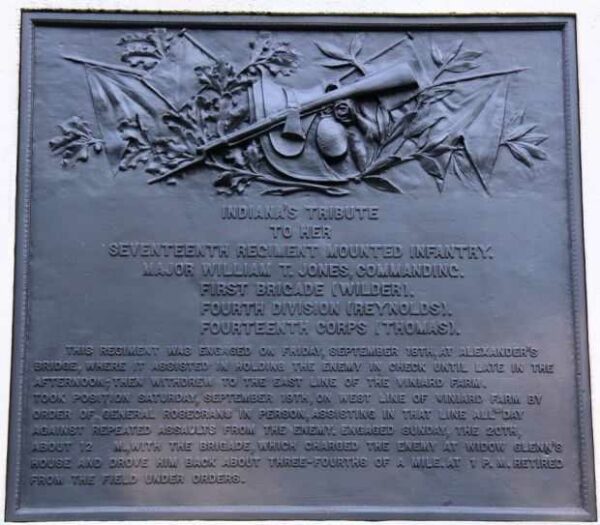 INDIANA'S TRIBUTE
TO HER
SEVENTEENTH REGIMENT MOUNTED INFANTRY.
MAJOR WILLIAM T. JONES, COMMANDING.
FIRST BRIGADE (WILDER).
FOURTH DIVISION (REYNOLDS).
FOURTEENTH CORPS (THOMAS).
THIS REGIMENT WAS ENGAGED ON FRIDAY, SEPTEMBER 18TH, AT ALEXANDER'S
BRIDGE, WHERE IT ASSISTED IN HOLDING THE ENEMY IN CHECK UNTIL LATE IN THE
AFTERNOON; THEN WITHDREW TO THE EAST LINE OF THE VINIARD FARM.
TOOK POSITION SATURDAY, SEPTEMBER 19TH, ON WEST LINE OF VINIARD FARM BY
ORDER OF GENERAL ROSECRANS IN PERSON, ASSISTING IN THAT LINE ALL DAY
AGAINST REPEATED ASSAULTS FROM THE ENEMY. ENGAGED SUNDAY, THE 20TH,
ABOUT 12 M., WITH THE BRIGADE, WHICH CHARGED THE ENEMY AT WIDOW GLENN'S
HOUSE AND DROVE HIM BACK ABOUT THREE-FOURTHS OF A MILE. AT 1 P. M. RETIRED
FROM THE FIELD UNDER ORDERS.